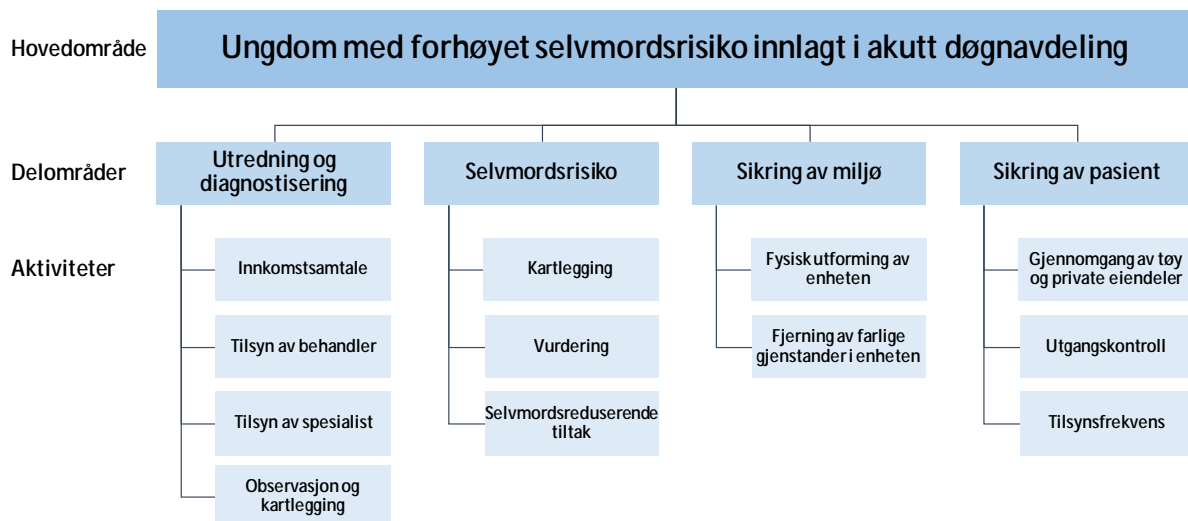 Hovedområde
Ungdom med forhøyet selvmordsrisiko innlagt i akutt døgnavdeling
Delområder
Utredning og
diagnostisering
Selvmordsrisiko
Sikring av miljø
Sikring av pasient
Aktiviteter
Innkomstsamtale
Tilsyn av behandler
Tilsyn av spesialist
Observasjon og
kartlegging
Kartlegging
Vurdering
Selvmordsreduserende
tiltak
Fysisk utforming av
enheten
Fjerning av farlige
gjenstander i enheten
Gjennomgang av tøy
og private eiendeler
Utgangskontroll
Tilsynsfrekvens